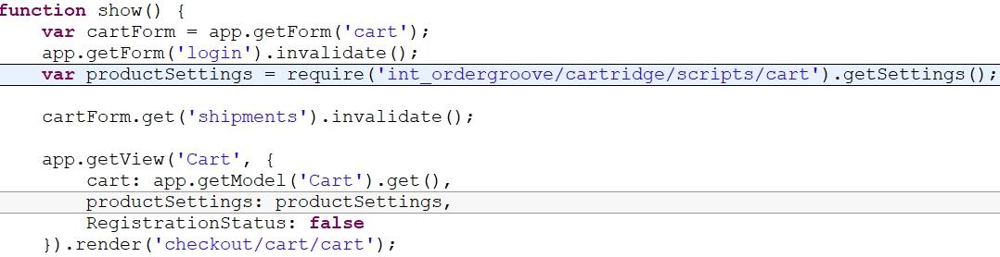 function show() {
    var cartForm = app.getForm('cart');
    app.getForm('login').invalidate();
    var productSettings = require('int_ordergroove/cartridge/scripts/cart').getSettings();

    cartForm.get('shipments').invalidate();

    app.getView('Cart', {
        cart: app.getModel('Cart').get(),
        productSettings: productSettings,
        RegistrationStatus: false
    }).render('checkout/cart/cart');